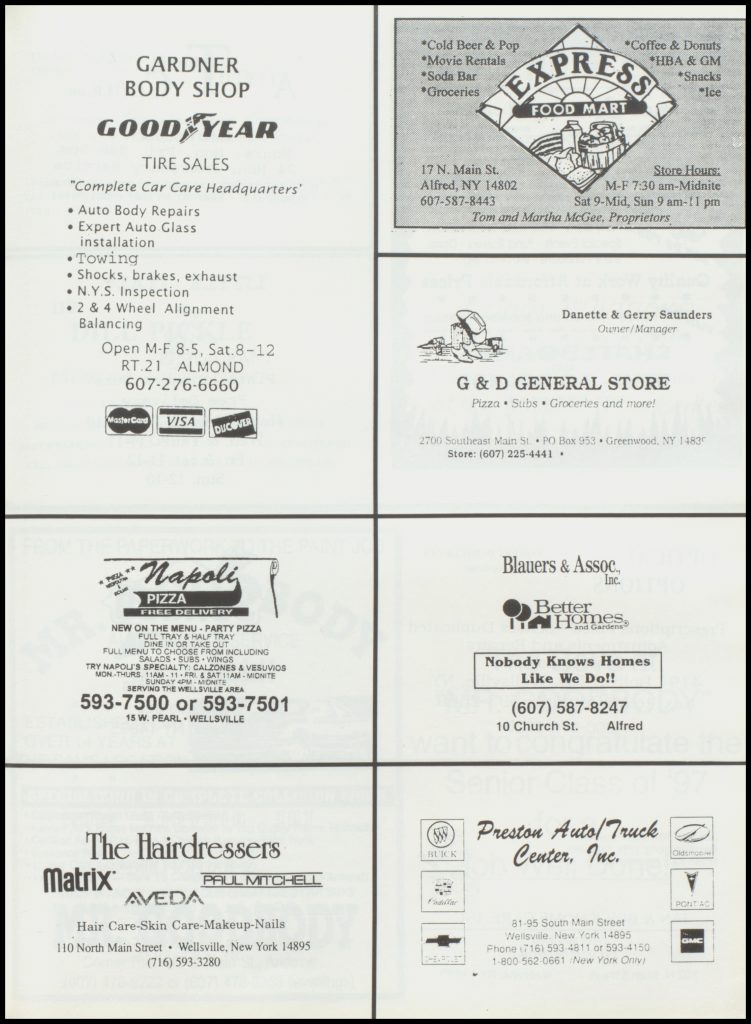 GARDNER
BODY SHOP
GOODYEAR
TIRE SALES
"Complete Car Care Headquarters'
• Auto Body Repairs
• Expert Auto Glass
installation
• Towing
• Shocks, brakes, exhaust
• N.Y.S. Inspection
• 2 & 4 Wheel Alignment
Balancing
Open M-F 8-5, Sat.8-12
RT.21 ALMOND
607-276-6660
MasterCard VISA DISCOVER
*Cold Beer & Pop
*Movie Rentals
*Soda Bar
*Groceries
EXPRESS
FOOD MART
*Coffee & Donuts
*HBA & GM
*Snacks
*Ice
17 N. Main St.
Alfred, NY 14802
607-587-8443
Store Hours:
M-F 7:30 am-Midnite
Sat 9-Mid, Sun 9 am-11 pm
Tom and Martha McGee, Proprietors
Danette & Gerry Saunders
Owner/Manager
G & D GENERAL STORE
Pizza • Subs • Groceries and more!
2700 Southeast Main St. • PO Box 953 • Greenwood, NY 1483
Store: (607) 225-4441 •
Napoli
PIZZA
FREE DELIVERY
NEW ON THE MENU - PARTY PIZZA
FULL TRAY & HALF TRAY
DINE IN OR TAKE OUT
FULL MENU TO CHOOSE FROM INCLUDING
SALADS • SUBS • WINGS
TRY NAPOLI'S SPECIALTY: CALZONES & VESUVIOS
MON.-THURS. 11AM - 11 • FRI. & SAT 11AM - MIDNITE
SUNDAY 4PM - MIDNITE
SERVING THE WELLSVILLE AREA
593-7500 or 593-7501
15 W. PEARL • WELLSVILLE
Blauers & Assoc.,
Inc.
Better
Homes
and Gardens®
Nobody Knows Homes
Like We Do!!
(607) 587-8247
10 Church St. Alfred
The Hairdressers
Matrix®
PAUL MITCHELL
AVEDA
Hair Care-Skin Care-Makeup-Nails
110 North Main Street • Wellsville, New York 14895
(716) 593-3280
Preston Auto/Truck
Center, Inc.
BUICK
Cadillac
CHEVROLET
Oldsmobile
PONTIAC
GMC
81-95 South Main Street
Wellsville, New York 14895
Phone (716) 593-4811 or 593-4150
1-800 562-0661 (New York Only)